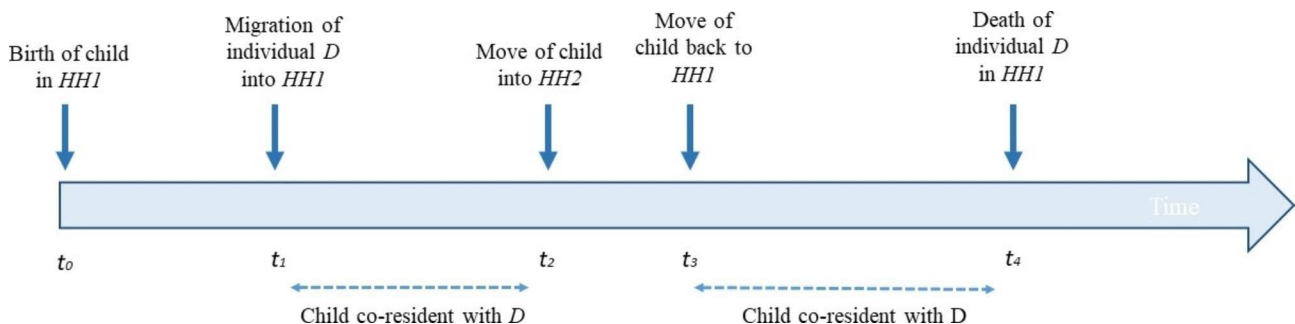 Birth of child
in HH1
Migration of
individual D
into HH1
Move of child
into HH2
Move of
child back to
HH1
Death of
individual D
in HH1
Time
t0
t1
t2
t3
t4
Child co-resident with D
Child co-resident with D